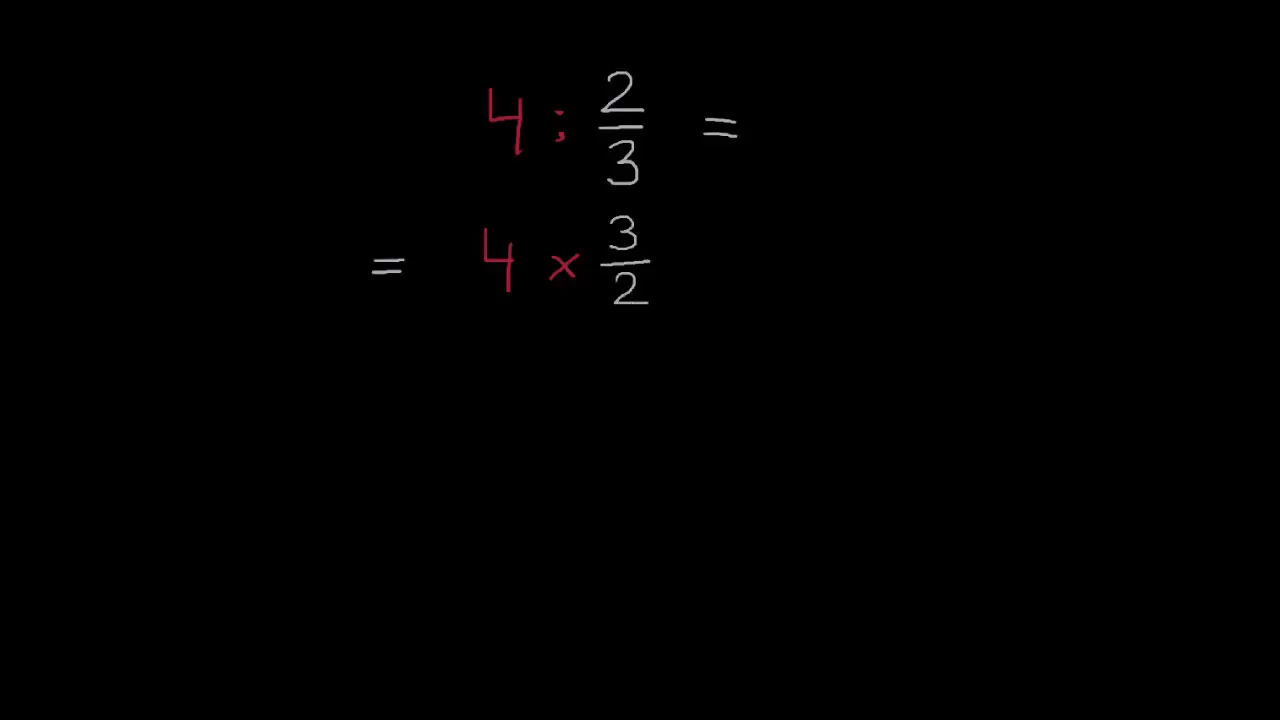 4 : 2/3 =
= 4 × 3/2